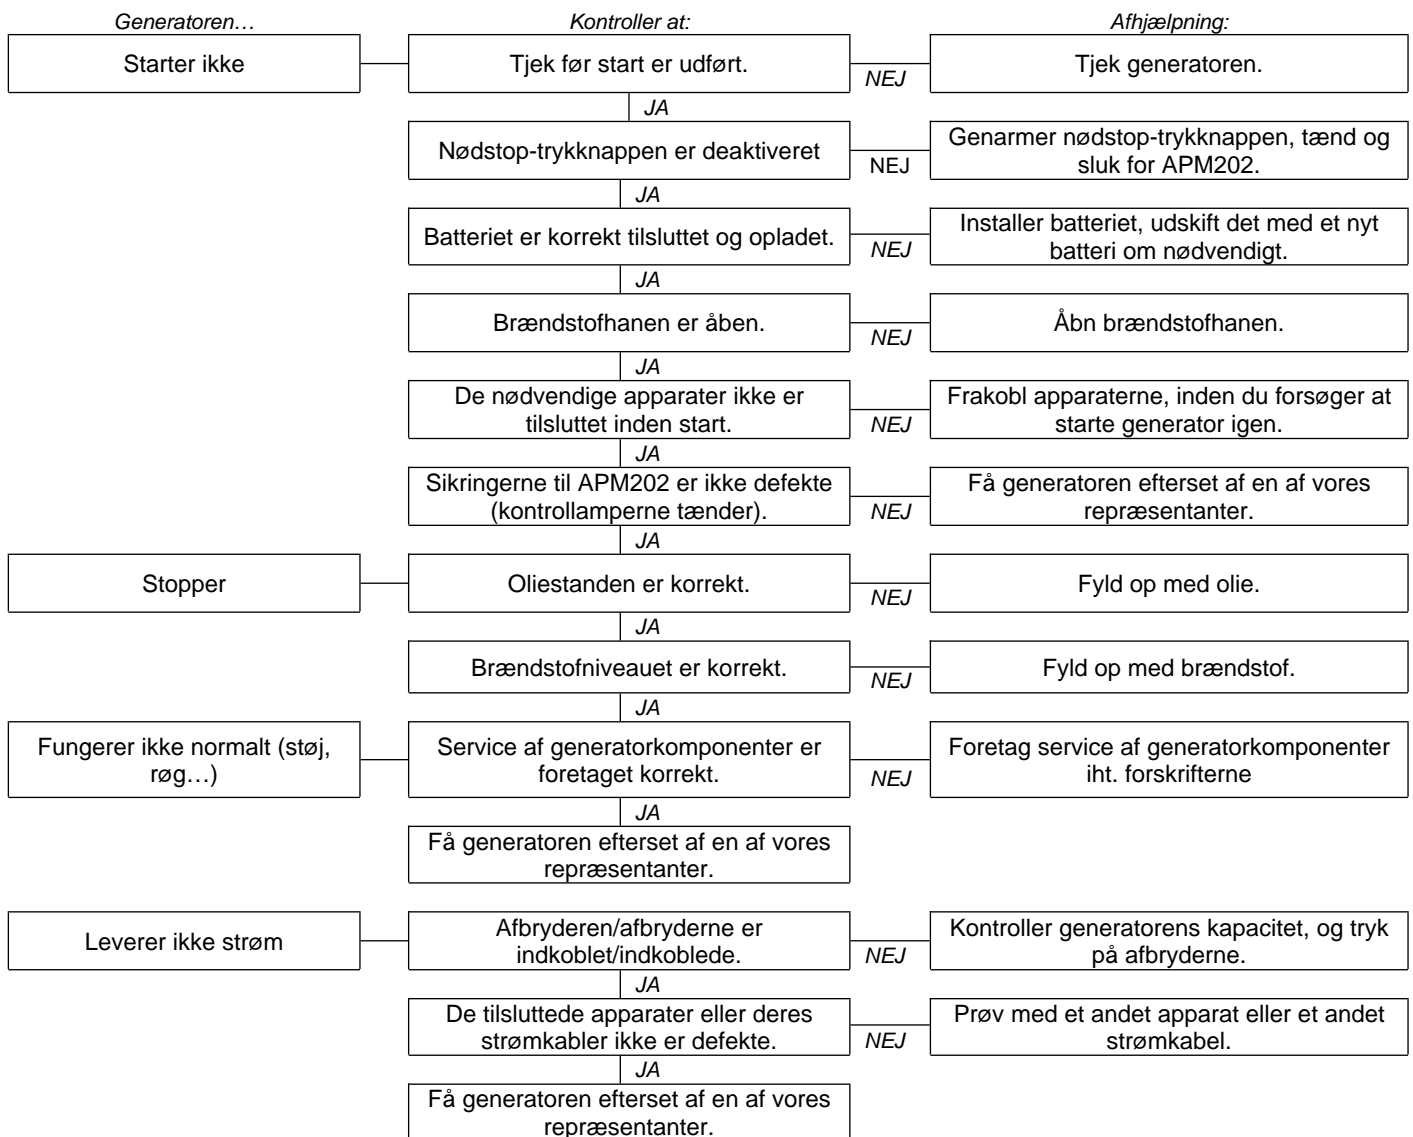 Generatoren…
Kontroller at:
Afhjælpning:
Starter ikke
Tjek før start er udført.
NEJ
Tjek generatoren.
JA
Nødstop-trykknappen er deaktiveret
NEJ
Genarmer nødstop-trykknappen, tænd og
sluk for APM202.
JA
Batteriet er korrekt tilsluttet og opladet.
NEJ
Installer batteriet, udskift det med et nyt
batteri om nødvendigt.
JA
Brændstofhanen er åben.
NEJ
Åbn brændstofhanen.
JA
De nødvendige apparater ikke er
tilsluttet inden start.
NEJ
Frakobl apparaterne, inden du forsøger at
starte generator igen.
JA
Sikringerne til APM202 er ikke defekte
(kontrollamperne tænder).
NEJ
Få generatoren efterset af en af vores
repræsentanter.
JA
Stopper
Oliestanden er korrekt.
NEJ
Fyld op med olie.
JA
Brændstofniveauet er korrekt.
NEJ
Fyld op med brændstof.
JA
Fungerer ikke normalt (støj,
røg…)
Service af generatorkomponenter er
foretaget korrekt.
NEJ
Foretag service af generatorkomponenter
iht. forskrifterne
JA
Få generatoren efterset af en af vores
repræsentanter.
Leverer ikke strøm
Afbryderen/afbryderne er
indkoblet/indkoblede.
NEJ
Kontroller generatorens kapacitet, og tryk
på afbryderne.
JA
De tilsluttede apparater eller deres
strømkabler ikke er defekte.
NEJ
Prøv med et andet apparat eller et andet
strømkabel.
JA
Få generatoren efterset af en af vores
repræsentanter.